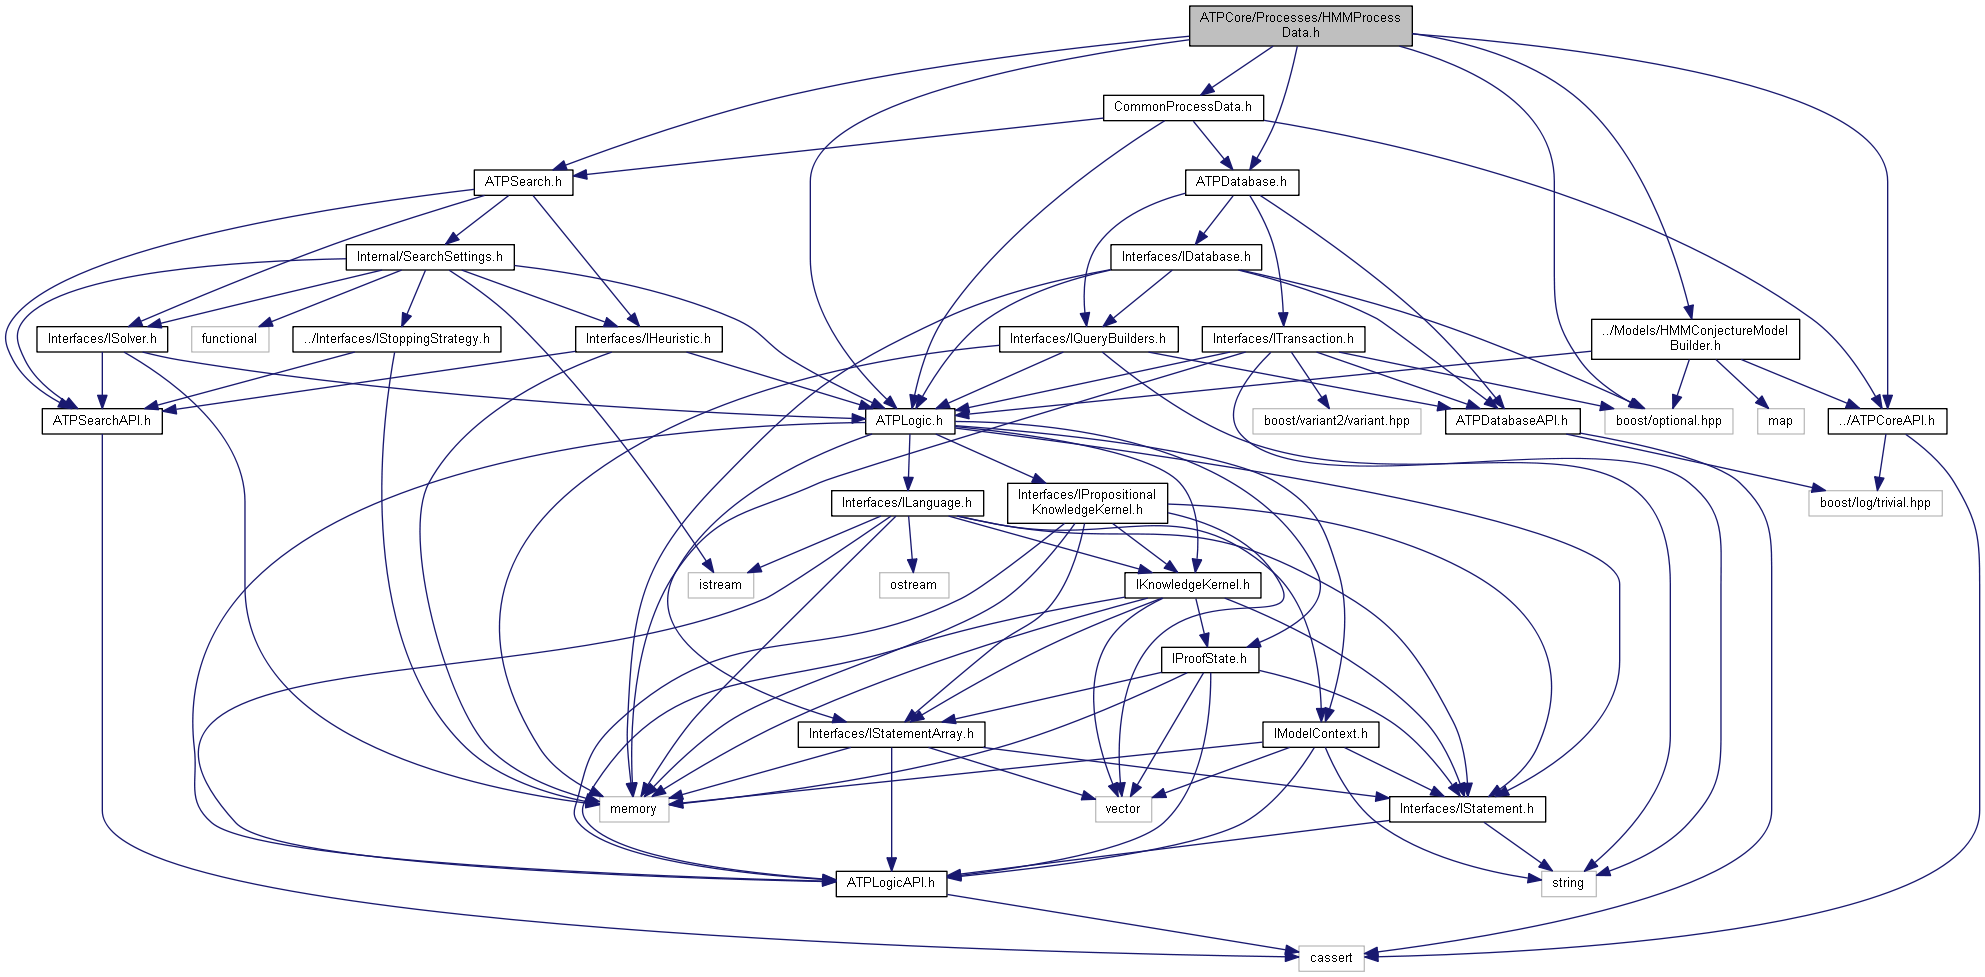 ATPCore/Processes/HMMProcess
Data.h
CommonProcessData.h
ATPSearch.h
ATPDatabase.h
Internal/SearchSettings.h
Interfaces/IDatabase.h
Interfaces/ISolver.h
functional
../Interfaces/IStoppingStrategy.h
Interfaces/IHeuristic.h
Interfaces/IQueryBuilders.h
Interfaces/ITransaction.h
../Models/HMMConjectureModel
Builder.h
ATPSearchAPI.h
ATPLogic.h
boost/variant2/variant.hpp
ATPDatabaseAPI.h
boost/optional.hpp
map
../ATPCoreAPI.h
Interfaces/ILanguage.h
Interfaces/IPropositional
KnowledgeKernel.h
boost/log/trivial.hpp
istream
ostream
IKnowledgeKernel.h
IProofState.h
Interfaces/IStatementArray.h
IModelContext.h
memory
vector
Interfaces/IStatement.h
ATPLogicAPI.h
string
cassert